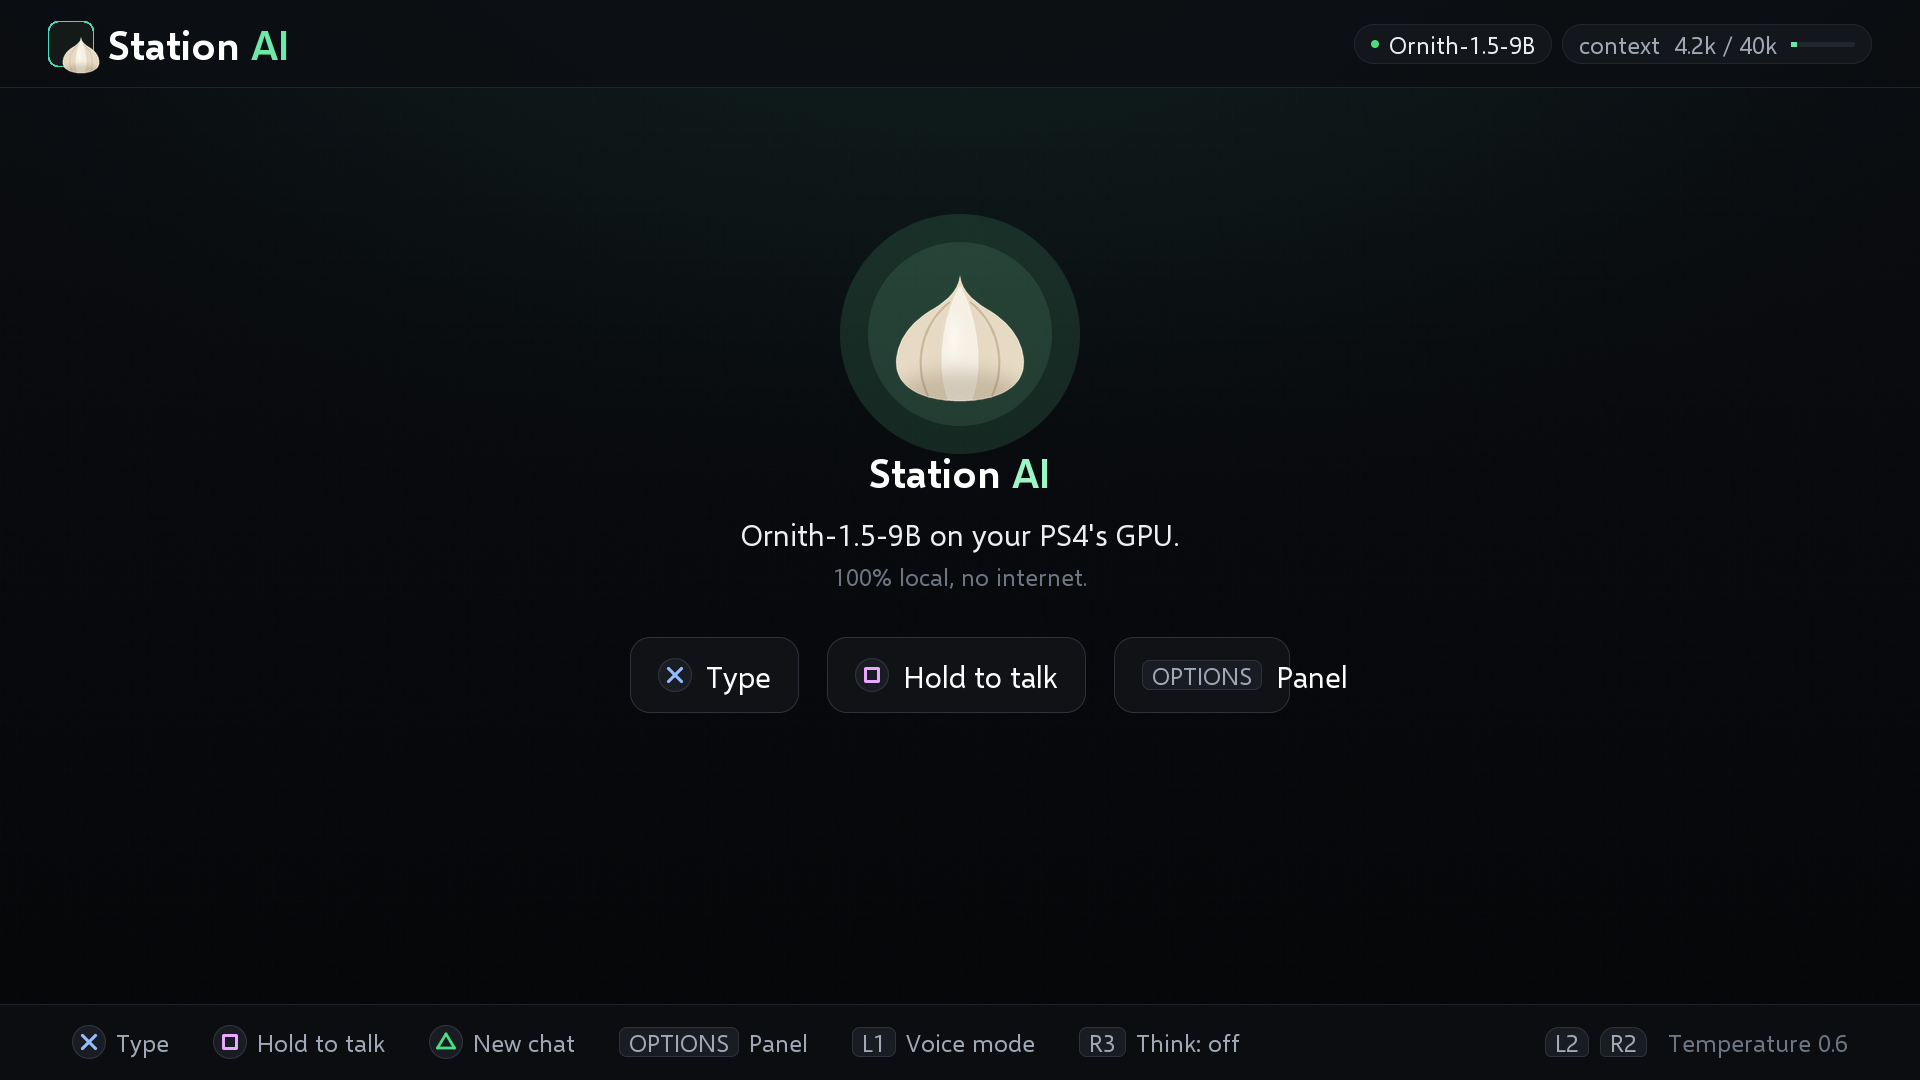 Station AI
Ornith-1.5-9B
context 4.2k / 40k
Station AI
Ornith-1.5-9B on your PS4's GPU.
100% local, no internet.
Type
Hold to talk
OPTIONS Panel
Type
Hold to talk
New chat
OPTIONS Panel
L1 Voice mode
R3 Think: off
L2 R2 Temperature 0.6